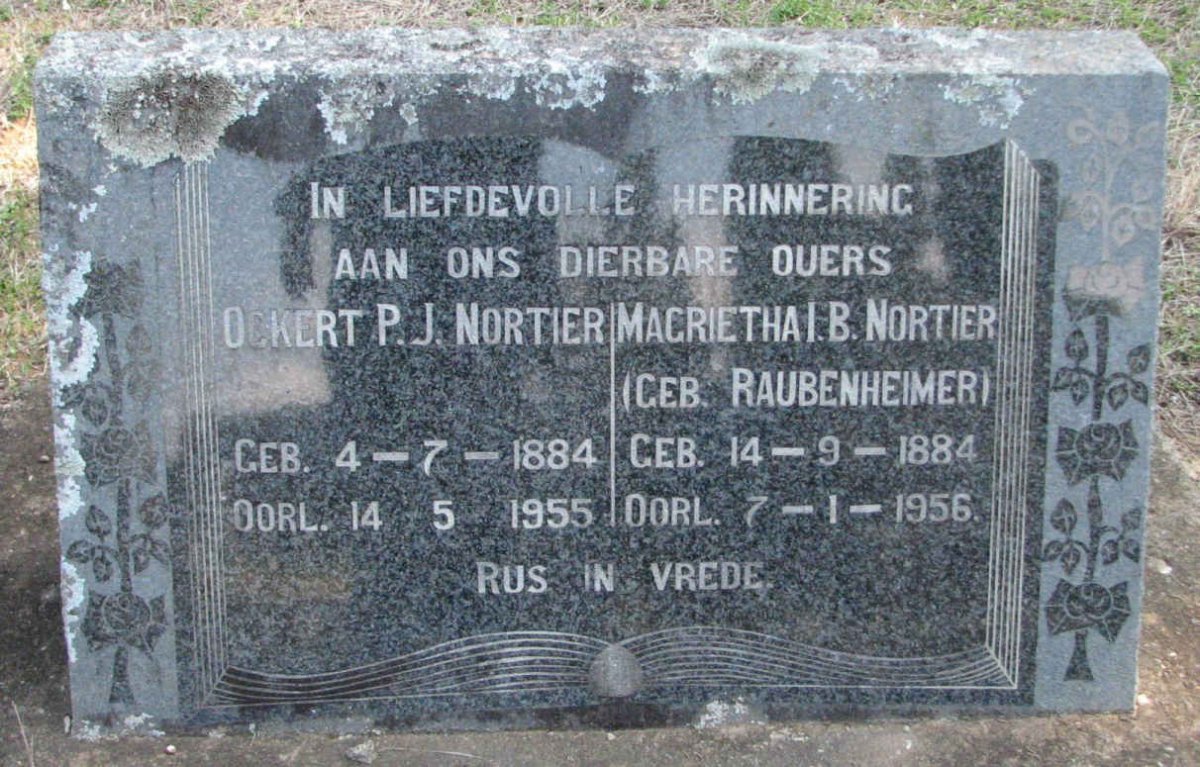 IN LIEFDEVOLLE HERINNERING
AAN ONS DIERBARE OUERS
OCKERT P.J. NORTIER
GEB. 4-7-1884
OORL. 14 5 1955
MAGRIETHA I.B. NORTIER
(GEB. RAUBENHEIMER)
GEB. 14-9-1884
OORL. 7-1-1956.
RUS IN VREDE.